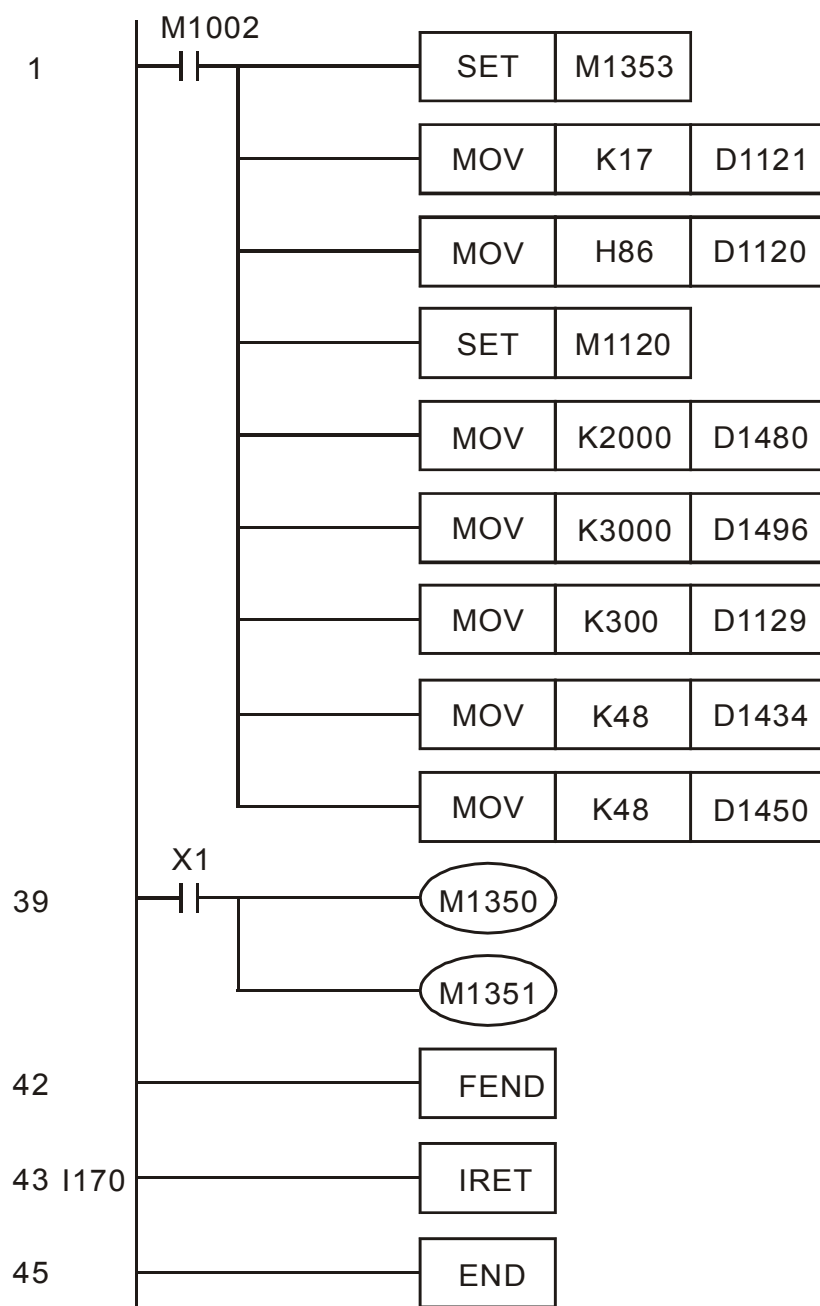 M1002
1 SET M1353
MOV K17 D1121
MOV H86 D1120
SET M1120
MOV K2000 D1480
MOV K3000 D1496
MOV K300 D1129
MOV K48 D1434
MOV K48 D1450
X1
39 M1350
M1351
42 FEND
43 I170 IRET
45 END